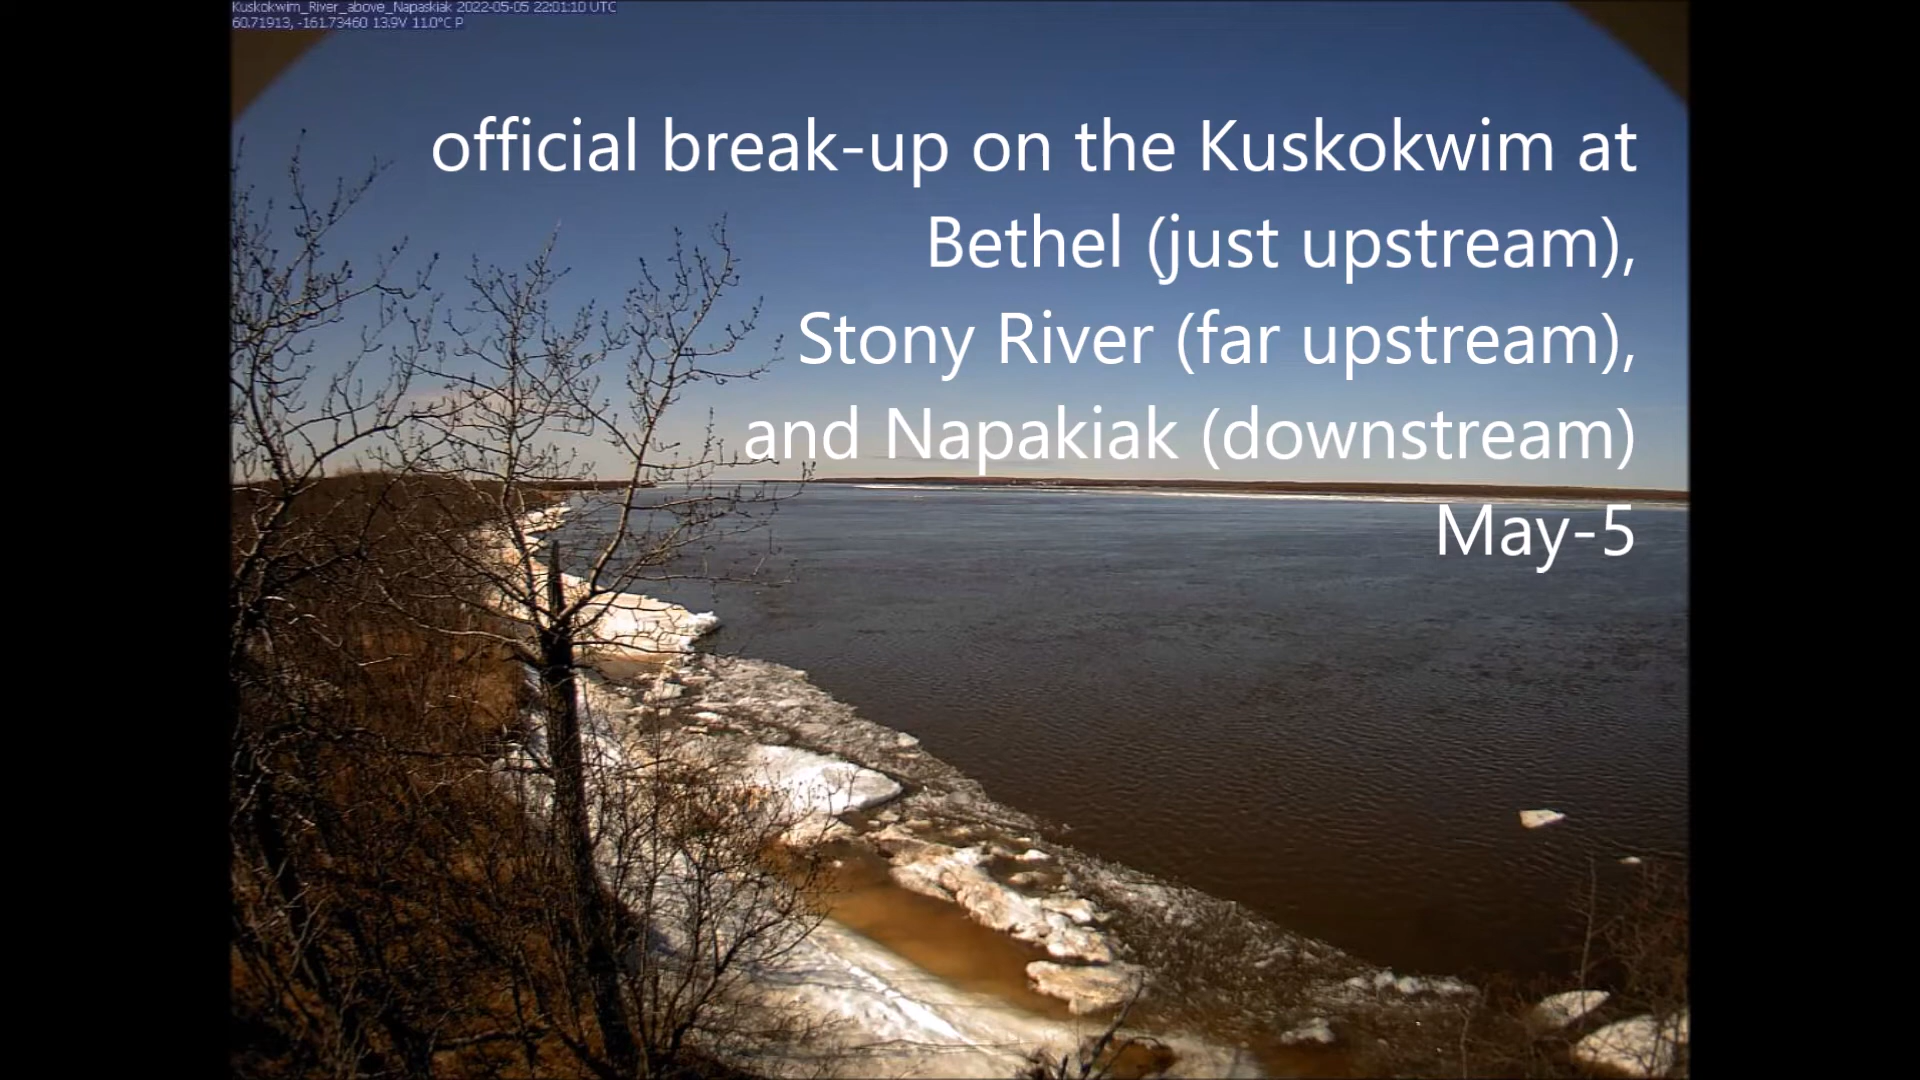 Kuskokwim_River_above_Napaskiak 2022-05-05 22:01:10 UTC
60.71913, -161.73460 13.9V 11.0°C P
official break-up on the Kuskokwim at
Bethel (just upstream),
Stony River (far upstream),
and Napakiak (downstream)
May-5